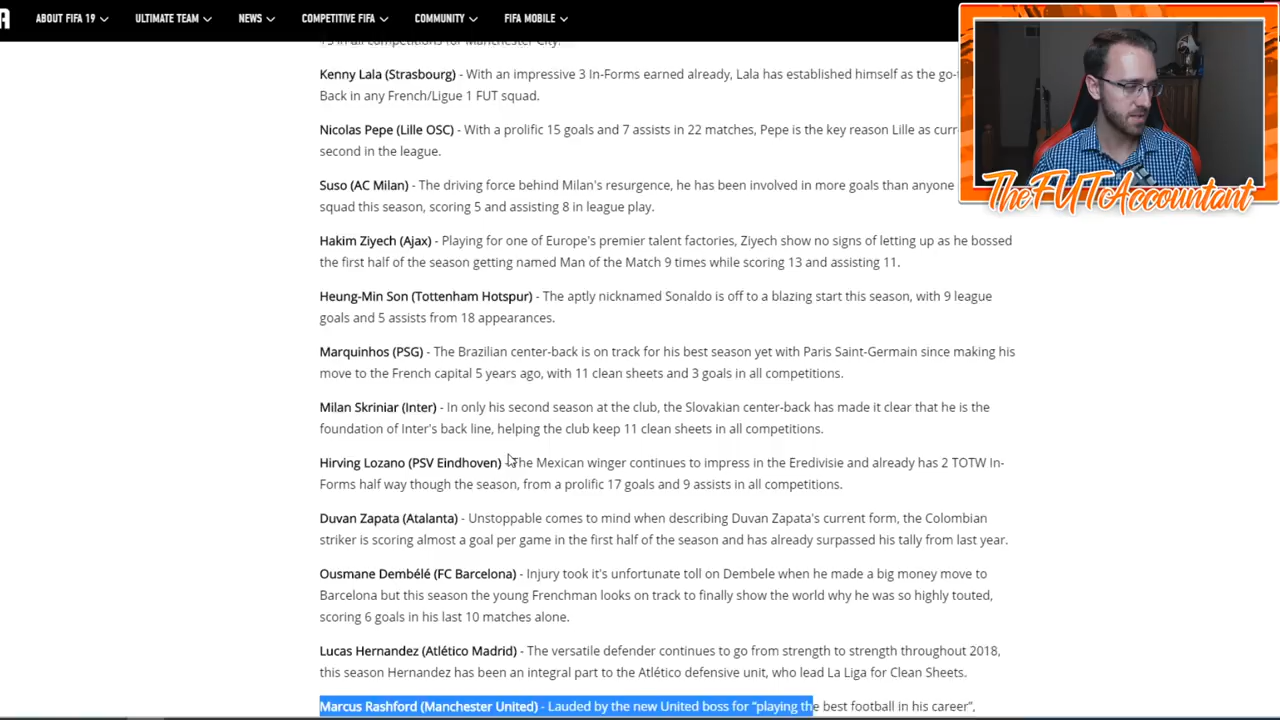 A ABOUT FIFA 19 ULTIMATE TEAM NEWS COMPETITIVE FIFA COMMUNITY FIFA MOBILE
in all competitions for Manchester City.
Kenny Lala (Strasbourg) - With an impressive 3 In-Forms earned already, Lala has established himself as the go-
Back in any French/Ligue 1 FUT squad.
Nicolas Pepe (Lille OSC) - With a prolific 15 goals and 7 assists in 22 matches, Pepe is the key reason Lille as curr
second in the league.
Suso (AC Milan) - The driving force behind Milan's resurgence, he has been involved in more goals than anyone
squad this season, scoring 5 and assisting 8 in league play.
Hakim Ziyech (Ajax) - Playing for one of Europe's premier talent factories, Ziyech show no signs of letting up as he bossed
the first half of the season getting named Man of the Match 9 times while scoring 13 and assisting 11.
Heung-Min Son (Tottenham Hotspur) - The aptly nicknamed Sonaldo is off to a blazing start this season, with 9 league
goals and 5 assists from 18 appearances.
Marquinhos (PSG) - The Brazilian center-back is on track for his best season yet with Paris Saint-Germain since making his
move to the French capital 5 years ago, with 11 clean sheets and 3 goals in all competitions.
Milan Skriniar (Inter) - In only his second season at the club, the Slovakian center-back has made it clear that he is the
foundation of Inter's back line, helping the club keep 11 clean sheets in all competitions.
Hirving Lozano (PSV Eindhoven) - The Mexican winger continues to impress in the Eredivisie and already has 2 TOTW In-
Forms half way though the season, from a prolific 17 goals and 9 assists in all competitions.
Duvan Zapata (Atalanta) - Unstoppable comes to mind when describing Duvan Zapata's current form, the Colombian
striker is scoring almost a goal per game in the first half of the season and has already surpassed his tally from last year.
Ousmane Dembélé (FC Barcelona) - Injury took it's unfortunate toll on Dembele when he made a big money move to
Barcelona but this season the young Frenchman looks on track to finally show the world why he was so highly touted,
scoring 6 goals in his last 10 matches alone.
Lucas Hernandez (Atlético Madrid) - The versatile defender continues to go from strength to strength throughout 2018,
this season Hernandez has been an integral part to the Atlético defensive unit, who lead La Liga for Clean Sheets.
Marcus Rashford (Manchester United) - Lauded by the new United boss for “playing the best football in his career”,
TheFUTAccountant